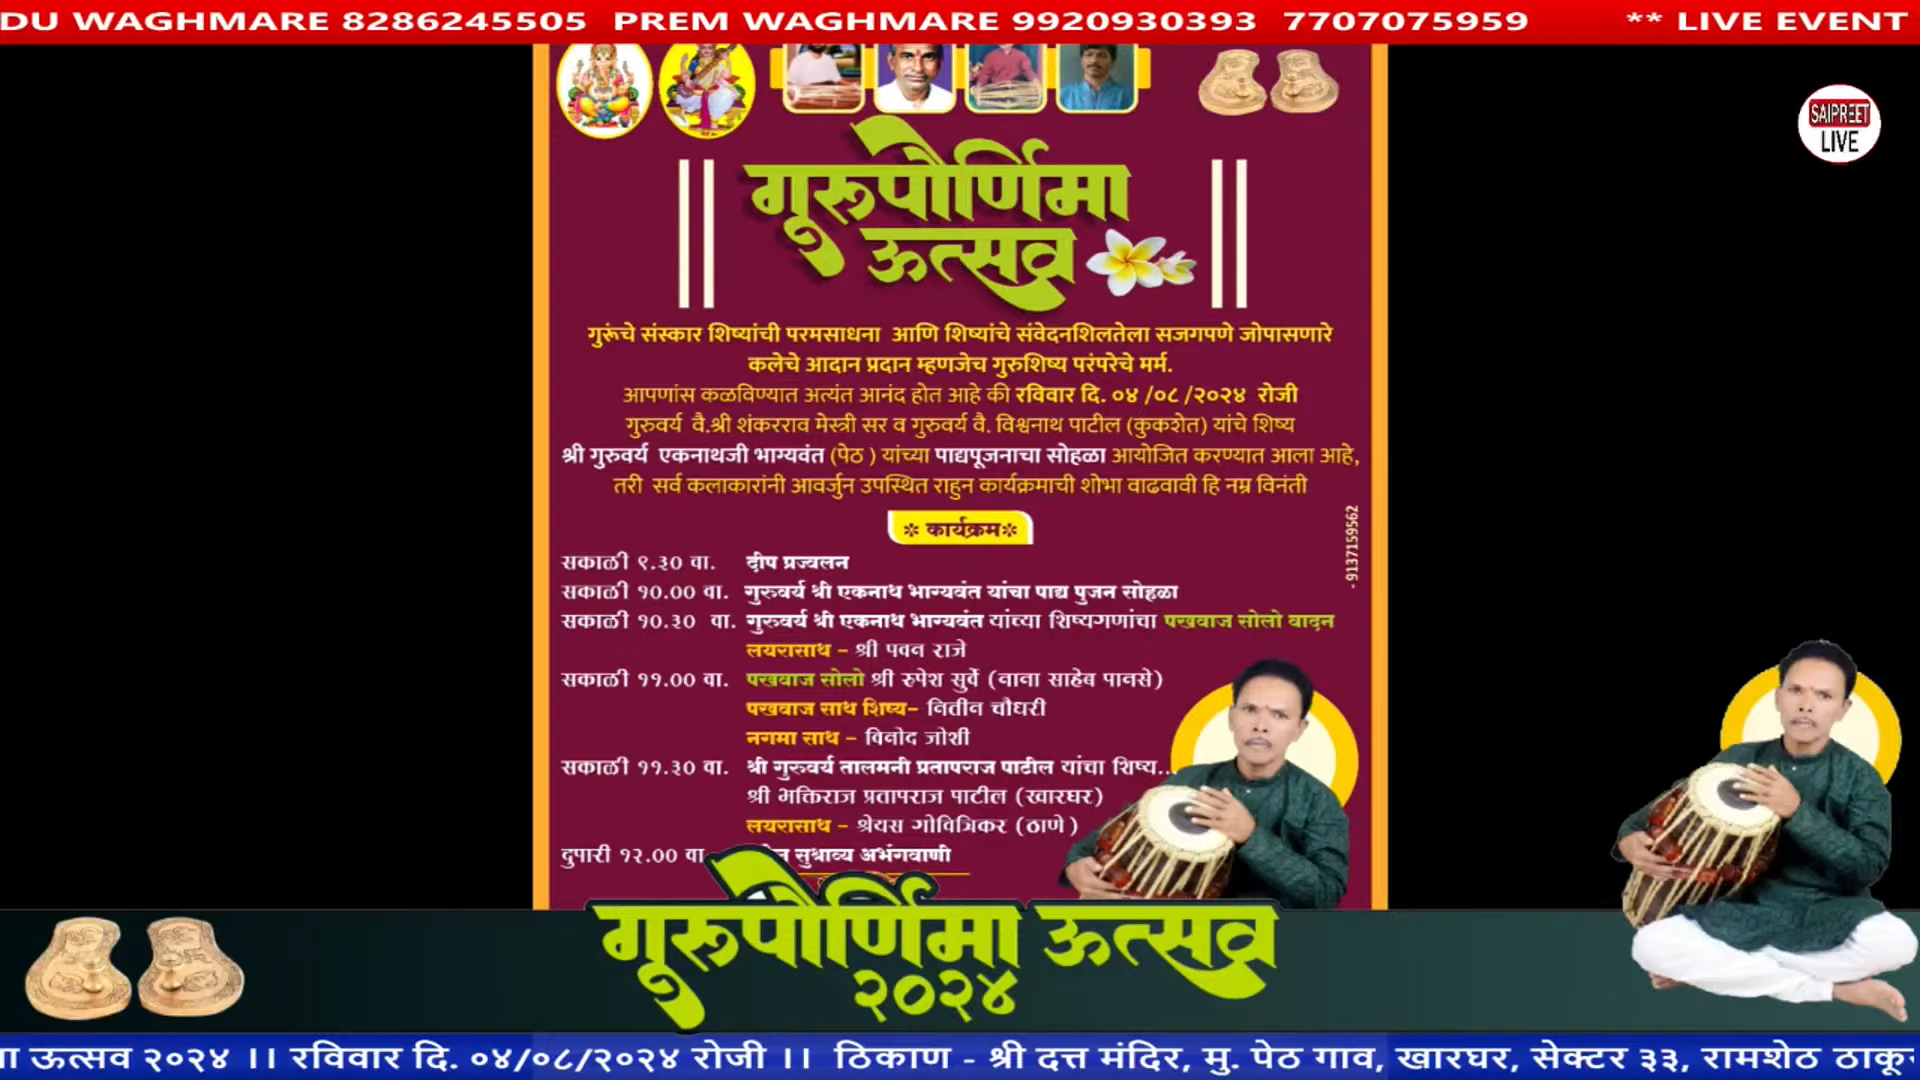 DU WAGHMARE 8286245505 PREM WAGHMARE 9920930393 7707075959 ** LIVE EVENT
SAIPREET
LIVE
गुरूपौर्णिमा
ऊत्सव
गुरूंचे संस्कार शिष्यांची परमसाधना आणि शिष्यांचे संवेदनशिलतेला सजगपणे जोपासणारे
कलेचे आदान प्रदान म्हणजेच गुरुशिष्य परंपरेचे मर्म.
आपणांस कळविण्यात अत्यंत आनंद होत आहे की रविवार दि. ०४ /०८ /२०२४ रोजी
गुरुवर्य वै.श्री शंकरराव मेस्त्री सर व गुरुवर्य वै. विश्वनाथ पाटील (कुकशेत) यांचे शिष्य
श्री गुरुवर्य एकनाथजी भाग्यवंत (पेठ ) यांच्या पाद्यपूजनाचा सोहळा आयोजित करण्यात आला आहे,
तरी सर्व कलाकारांनी आवर्जुन उपस्थित राहुन कार्यक्रमाची शोभा वाढवावी हि नम्र विनंती
* कार्यक्रम*
- 9137159562
सकाळी ९.३० वा. दीप प्रज्वलन
सकाळी १०.०० वा. गुरुवर्य श्री एकनाथ भाग्यवंत यांचा पाद्य पुजन सोहळा
सकाळी १०.३० वा. गुरुवर्य श्री एकनाथ भाग्यवंत यांच्या शिष्यगणांचा पखवाज सोलो वादन
लयरासाथ - श्री पवन राजे
सकाळी ११.०० वा. पखवाज सोलो श्री रुपेश सुर्वे (नाना साहेब पानसे)
पखवाज साथ शिष्य- नितीन चौधरी
नगमा साथ - विनोद जोशी
सकाळी ११.३० वा. श्री गुरुवर्य तालमनी प्रतापराज पाटील यांचा शिष्य...
श्री भक्तिराज प्रतापराज पाटील (खारघर)
लयरासाथ - श्रेयस गोवित्रिकर (ठाणे )
दुपारी १२.०० वा सुश्राव्य अभंगवाणी
गुरूपौर्णिमा ऊत्सव
२०२४
मा ऊत्सव २०२४ ।। रविवार दि. ०४/०८/२०२४ रोजी ।। ठिकाण - श्री दत्त मंदिर, मु. पेठ गाव, खारघर, सेक्टर ३३, रामशेठ ठाकू